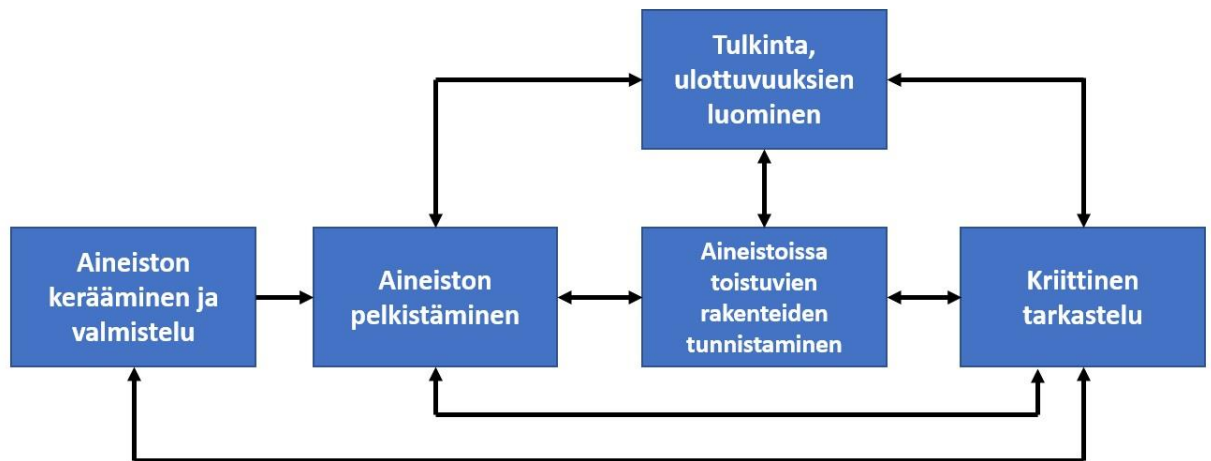 Tulkinta,
ulottuvuuksien
luominen
Aineiston
kerääminen ja
valmistelu
Aineiston
pelkistäminen
Aineistoissa
toistuvien
rakenteiden
tunnistaminen
Kriittinen
tarkastelu